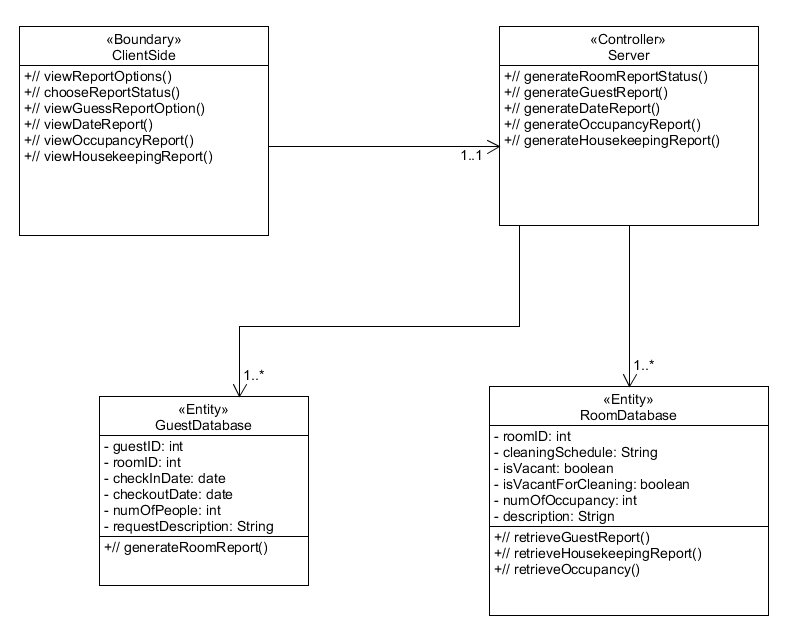 «Boundary»
ClientSide
+// viewReportOptions()
+// chooseReportStatus()
+// viewGuessReportOption()
+// viewDateReport()
+// viewOccupancyReport()
+// viewHousekeepingReport()
«Controller»
Server
+// generateRoomReportStatus()
+// generateGuestReport()
+// generateDateReport()
+// generateOccupancyReport()
+// generateHousekeepingReport()
1..1
1..*
1..*
«Entity»
GuestDatabase
- guestID: int
- roomID: int
- checkInDate: date
- checkoutDate: date
- numOfPeople: int
- requestDescription: String
+// generateRoomReport()
«Entity»
RoomDatabase
- roomID: int
- cleaningSchedule: String
- isVacant: boolean
- isVacantForCleaning: boolean
- numOfOccupancy: int
- description: Strign
+// retrieveGuestReport()
+// retrieveHousekeepingReport()
+// retrieveOccupancy()